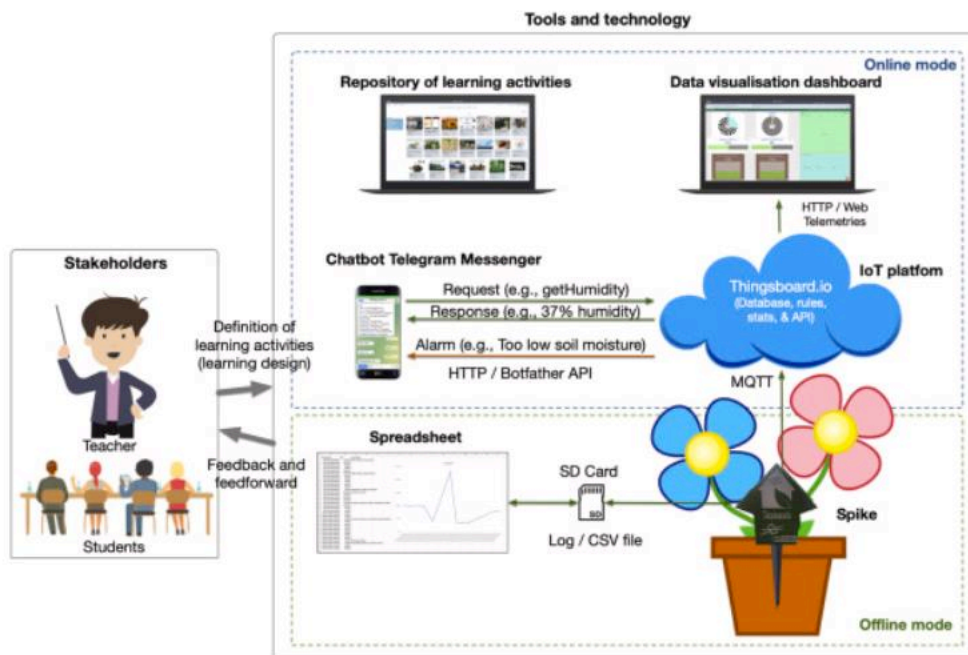 Tools and technology
Online mode
Repository of learning activities
Data visualisation dashboard
HTTP / Web
Telemetries
Stakeholders
Chatbot Telegram Messenger
IoT platfom
Thingsboard.io
(Database, rules,
stats, & API)
Request (e.g., getHumidity)
Response (e.g., 37% humidity)
Alarm (e.g., Too low soil moisture)
HTTP / Botfather API
MQTT
Definition of
learning activities
(learning design)
Teacher
Feedback and
feedforward
Students
Spreadsheet
SD Card
SD
Log / CSV file
Spike
Offline mode